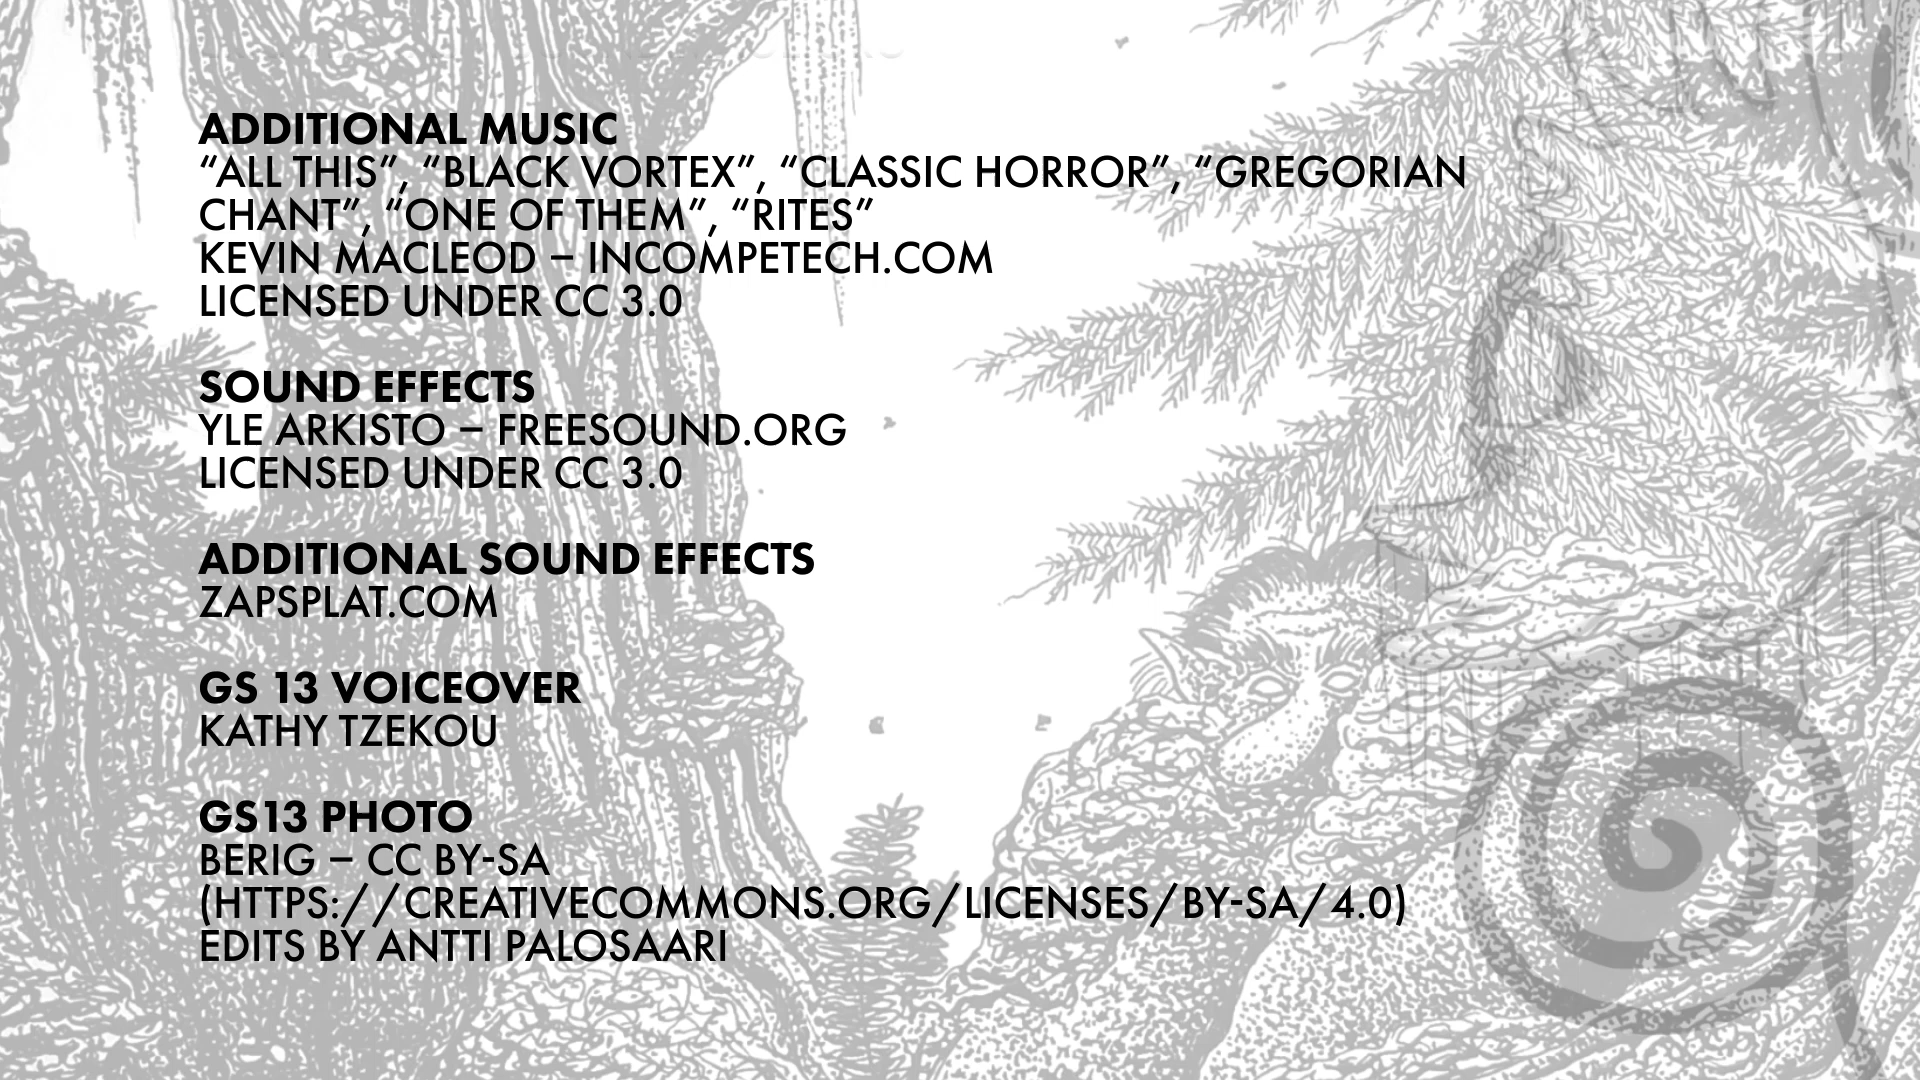 ADDITIONAL MUSIC
“ALL THIS”, “BLACK VORTEX”, “CLASSIC HORROR”, “GREGORIAN
CHANT”, “ONE OF THEM”, “RITES”
KEVIN MACLEOD – INCOMPETECH.COM
LICENSED UNDER CC 3.0
SOUND EFFECTS
YLE ARKISTO – FREESOUND.ORG
LICENSED UNDER CC 3.0
ADDITIONAL SOUND EFFECTS
ZAPSPLAT.COM
GS 13 VOICEOVER
KATHY TZEKOU
GS13 PHOTO
BERIG – CC BY-SA
(HTTPS://CREATIVECOMMONS.ORG/LICENSES/BY-SA/4.0)
EDITS BY ANTTI PALOSAARI